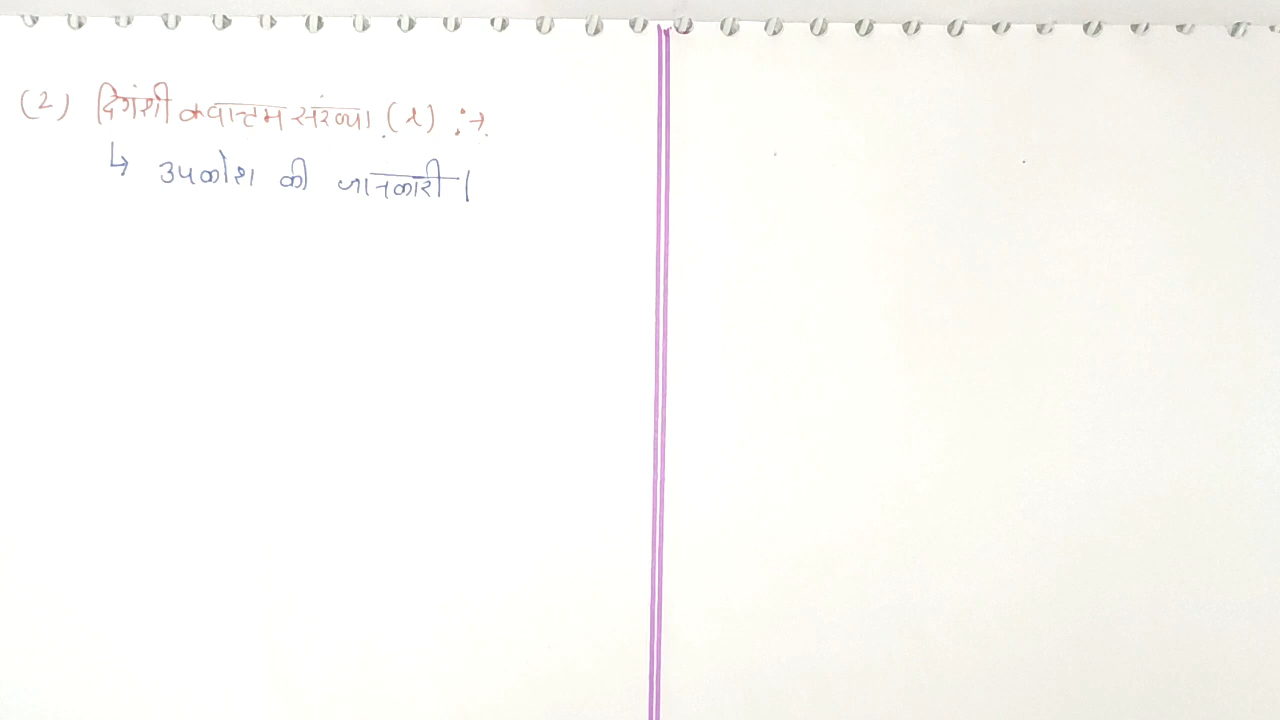 (2) दिगंशी क्वान्टम संख्या (l) :→
↳ उपकोश की जानकारी |